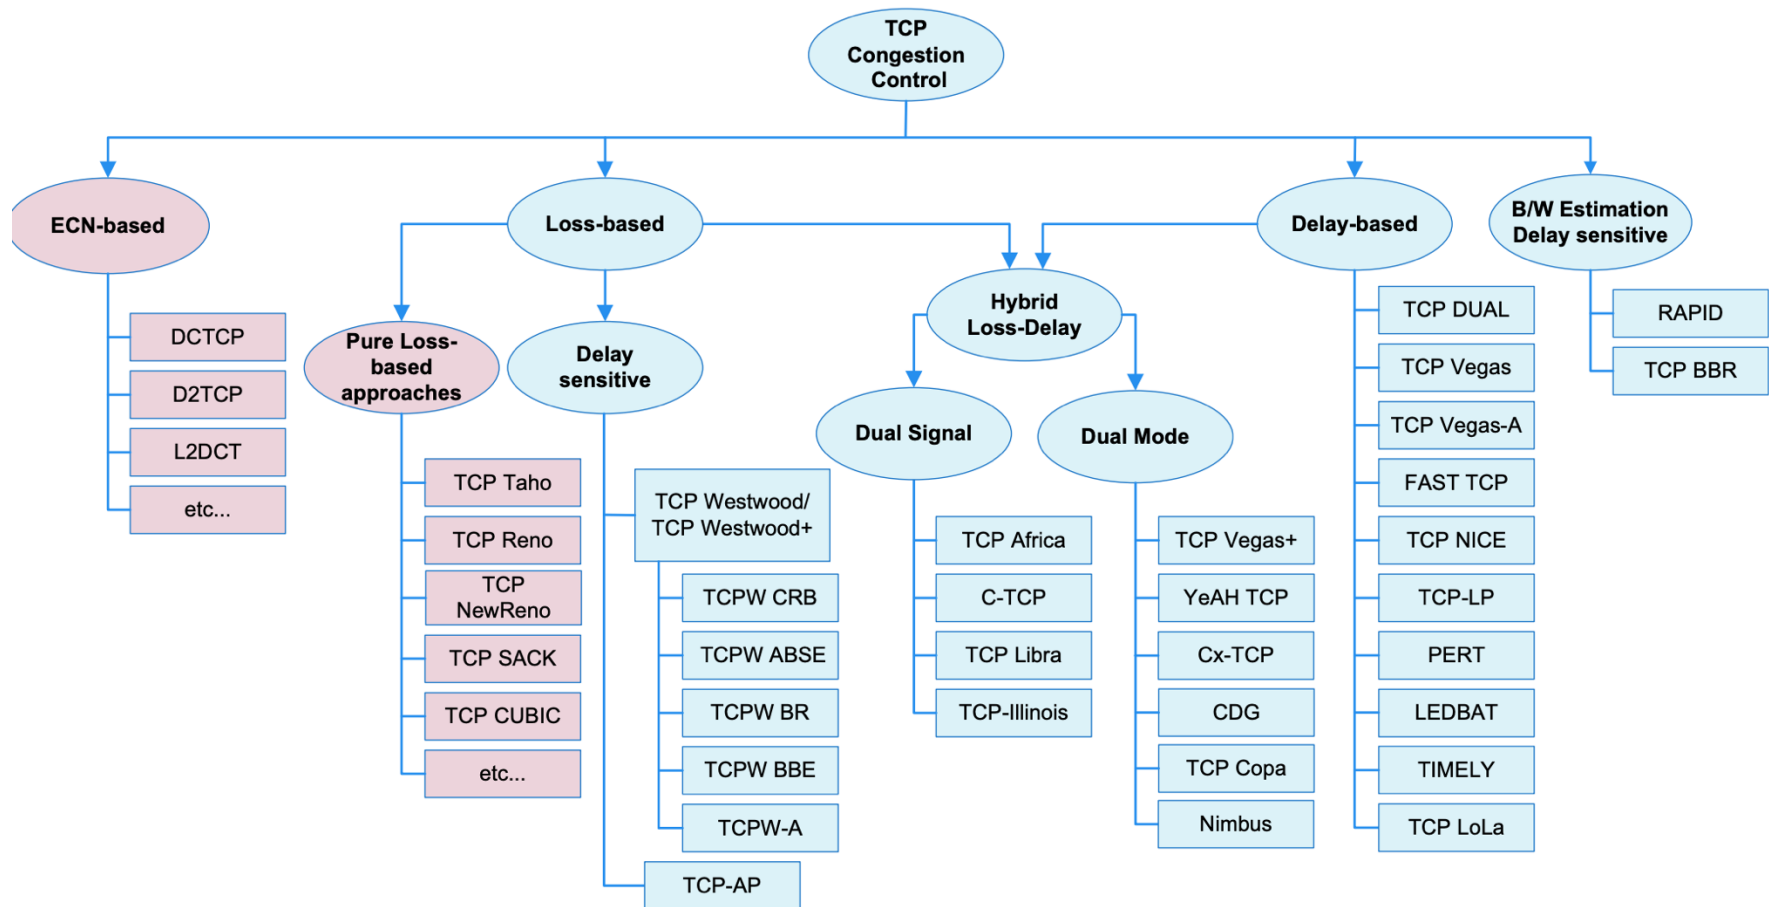 TCP
Congestion
Control
ECN-based
Loss-based
Delay-based
B/W Estimation
Delay sensitive
Hybrid
Loss-Delay
Pure Loss-
based
approaches
Delay
sensitive
Dual Signal
Dual Mode
DCTCP
D2TCP
L2DCT
etc...
TCP Taho
TCP Reno
TCP
NewReno
TCP SACK
TCP CUBIC
etc...
TCP Westwood/
TCP Westwood+
TCPW CRB
TCPW ABSE
TCPW BR
TCPW BBE
TCPW-A
TCP-AP
TCP Africa
C-TCP
TCP Libra
TCP-Illinois
TCP Vegas+
YeAH TCP
Cx-TCP
CDG
TCP Copa
Nimbus
TCP DUAL
TCP Vegas
TCP Vegas-A
FAST TCP
TCP NICE
TCP-LP
PERT
LEDBAT
TIMELY
TCP LoLa
RAPID
TCP BBR